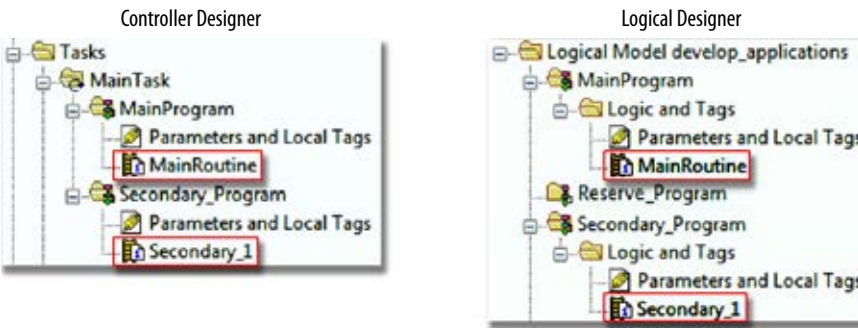 Controller Designer
Tasks
MainTask
MainProgram
Parameters and Local Tags
MainRoutine
Secondary_Program
Parameters and Local Tags
Secondary_1
Logical Designer
Logical Model develop_applications
MainProgram
Logic and Tags
Parameters and Local Tags
MainRoutine
Reserve_Program
Secondary_Program
Logic and Tags
Parameters and Local Tags
Secondary_1